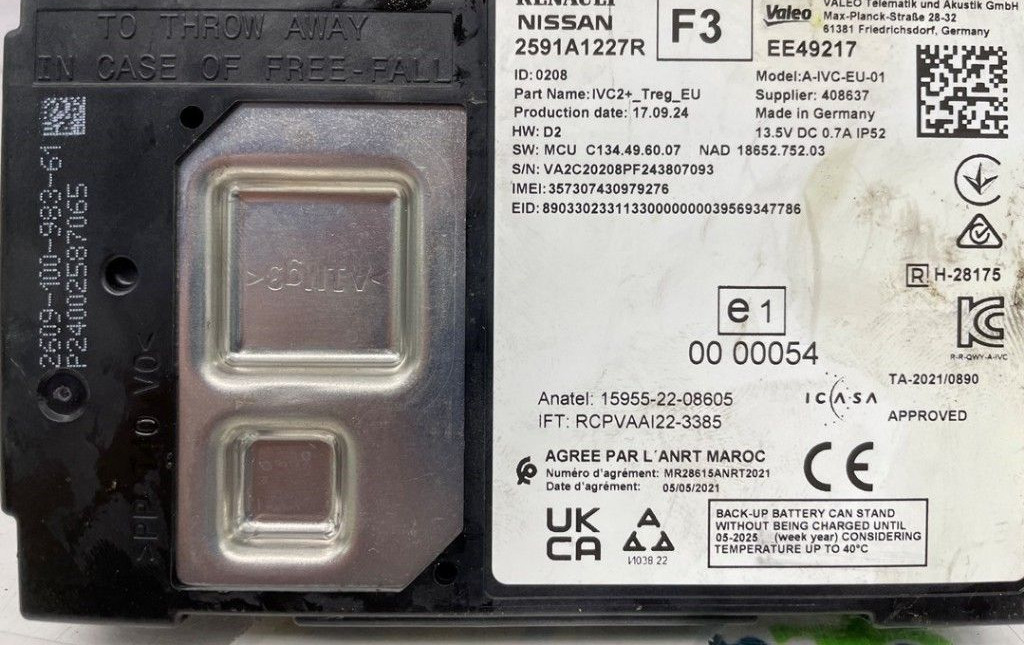 TO THROW AWAY
IN CASE OF FREE-FALL
2609-100-983-61
P24002587065
>AlMg3<
RENAULT
NISSAN
2591A1227R
F3
Valeo
VALEO Telematik und Akustik GmbH
Max-Planck-Straße 28-32
61381 Friedrichsdorf, Germany
EE49217
ID: 0208
Part Name: IVC2+_Treg_EU
Production date: 17.09.24
HW: D2
SW: MCU C134.49.60.07 NAD 18652.752.03
S/N: VA2C20208PF243807093
IMEI: 357307430979276
EID: 89033023311330000000039569347786
Model:A-IVC-EU-01
Supplier: 408637
Made in Germany
13.5V DC 0.7A IP52
R H-28175
R-R-QWY-A-IVC
e1
00 00054
TA-2021/0890
ICASA
APPROVED
Anatel: 15955-22-08605
IFT: RCPVAAI22-3385
AGREE PAR L´ANRT MAROC
Numéro d'agrément: MR28615ANRT2021
Date d'agrément: 05/05/2021
CE
UK
CA
И038 22
BACK-UP BATTERY CAN STAND
WITHOUT BEING CHARGED UNTIL
05-2025 (week year) CONSIDERING
TEMPERATURE UP TO 40°C